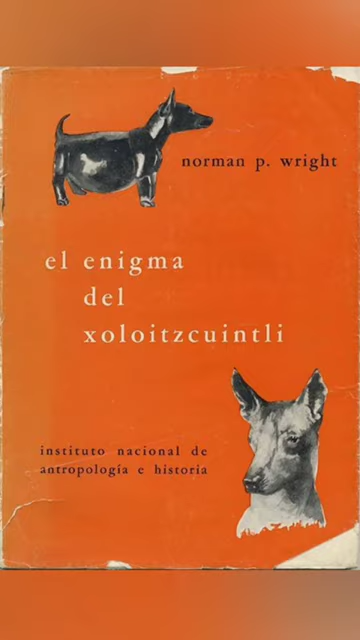 norman p. wright
el enigma
del
xoloitzcuintli
instituto nacional de
antropología e historia